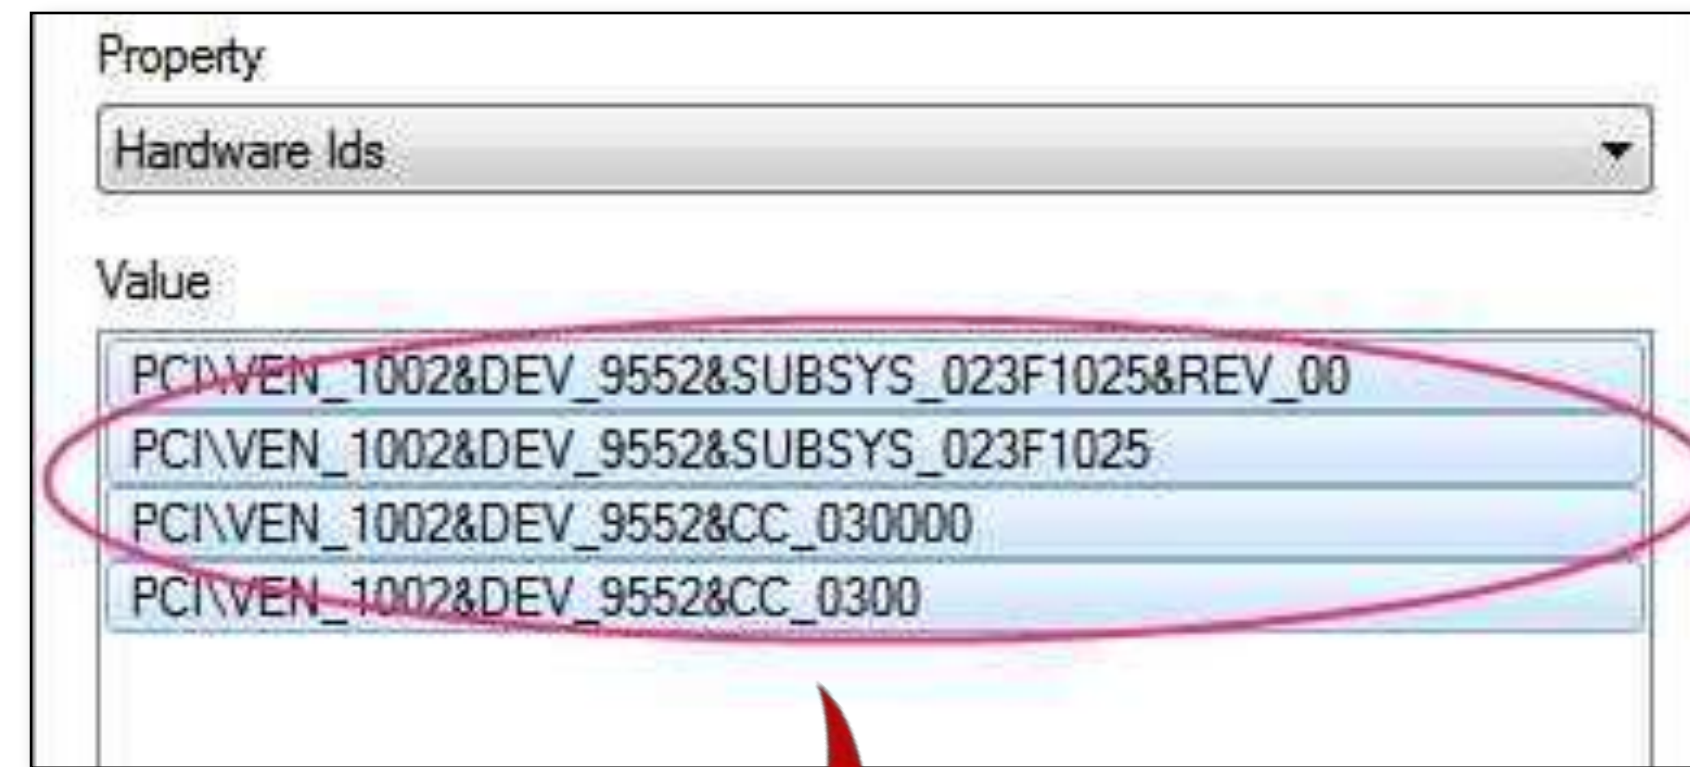 Property
Hardware Ids
Value
PCI\VEN_1002&DEV_9552&SUBSYS_023F1025&REV_00
PCI\VEN_1002&DEV_9552&SUBSYS_023F1025
PCI\VEN_1002&DEV_9552&CC_030000
PCI\VEN_1002&DEV_9552&CC_0300